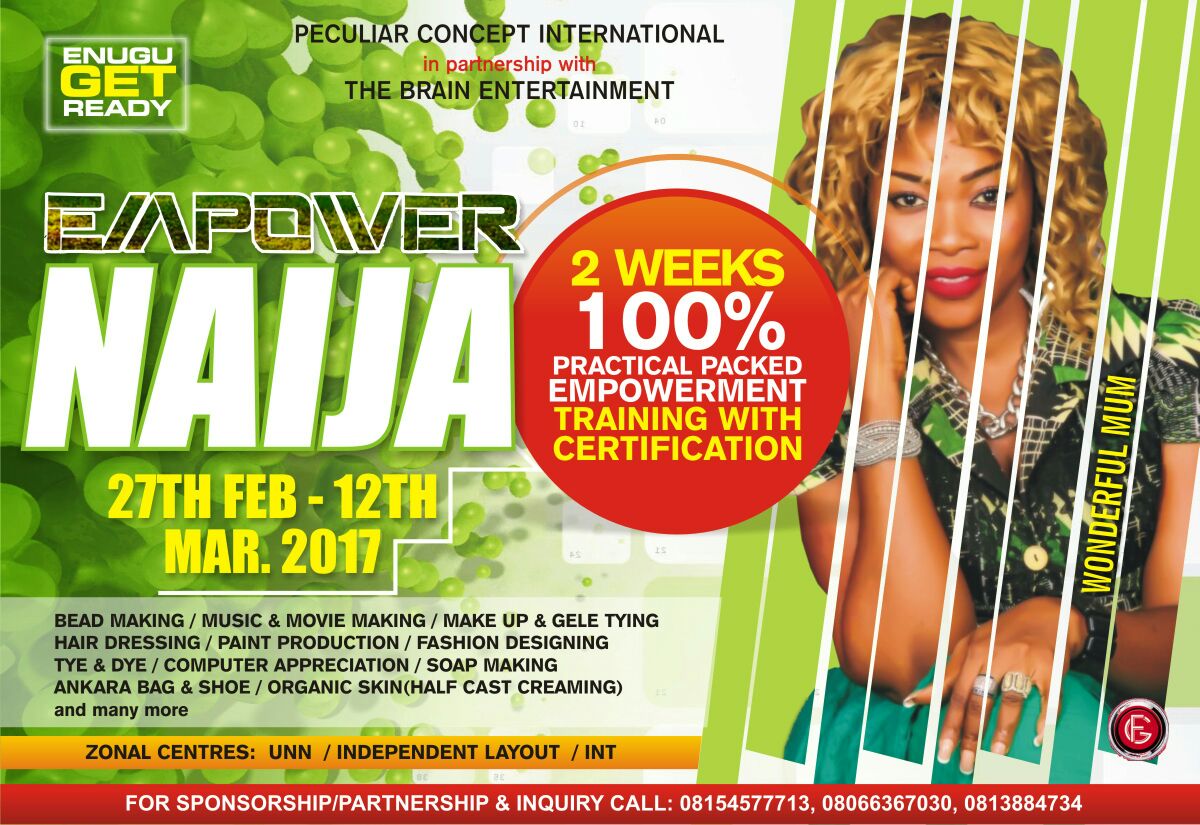 ENUGU
GET
READY
PECULIAR CONCEPT INTERNATIONAL
in partnership with
THE BRAIN ENTERTAINMENT
EMPOWER
NAIJA
27TH FEB - 12TH
MAR. 2017
2 WEEKS
100%
PRACTICAL PACKED
EMPOWERMENT
TRAINING WITH
CERTIFICATION
WONDERFUL MUM
BEAD MAKING / MUSIC & MOVIE MAKING / MAKE UP & GELE TYING
HAIR DRESSING / PAINT PRODUCTION / FASHION DESIGNING
TYE & DYE / COMPUTER APPRECIATION / SOAP MAKING
ANKARA BAG & SHOE / ORGANIC SKIN(HALF CAST CREAMING)
and many more
ZONAL CENTRES: UNN / INDEPENDENT LAYOUT / INT
FOR SPONSORSHIP/PARTNERSHIP & INQUIRY CALL: 08154577713, 08066367030, 0813884734